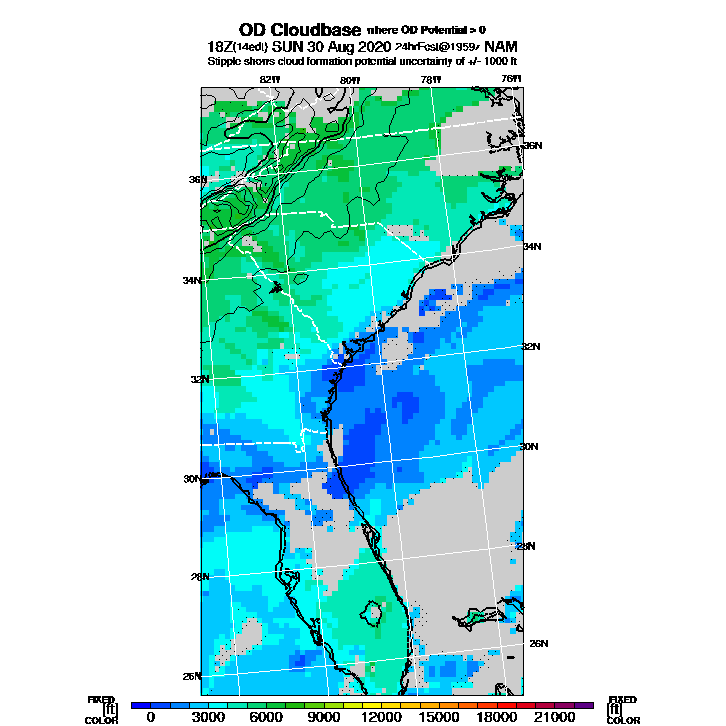 OD Cloudbase where OD Potential > 0
18Z(14edt) SUN 30 Aug 2020 24hrFcst@1959z NAM
Stipple shows cloud formation potential uncertainty of +/- 1000 ft
82W 80W 78W 76W
36N
36N
34N
34N
32N
32N
30N
30N
28N
28N
26N
26N
FIXED FIXED
[ft] [ft]
COLOR 0 3000 6000 9000 12000 15000 18000 21000 COLOR